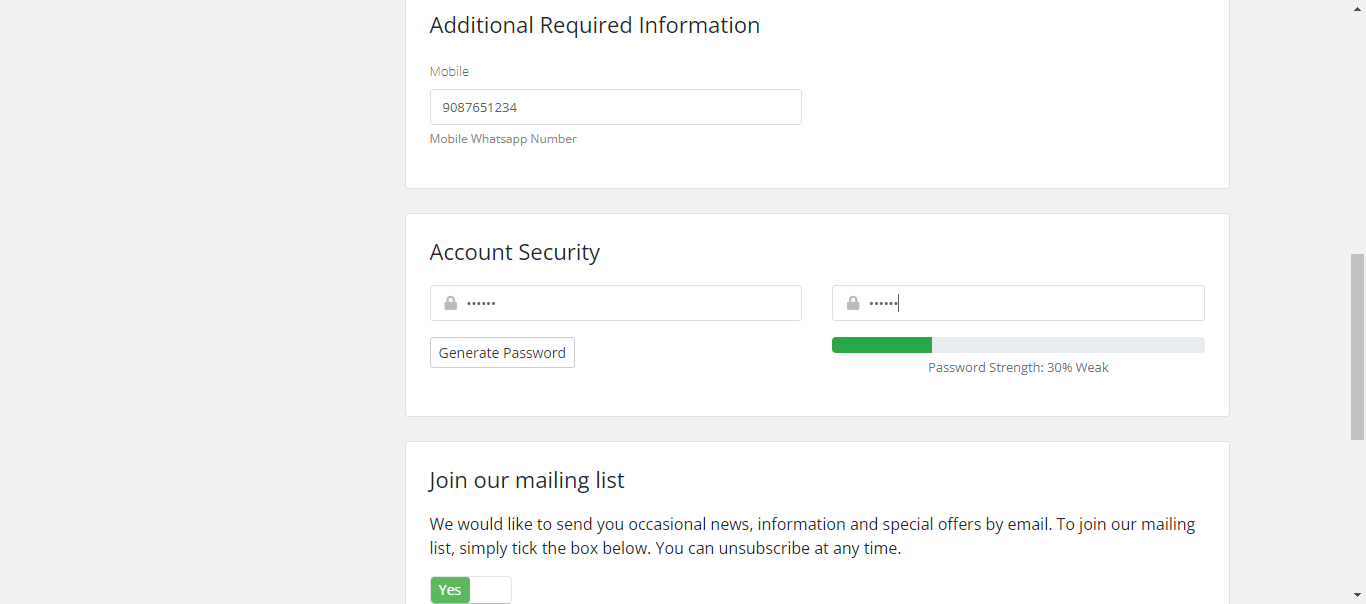 Additional Required Information
Mobile
9087651234
Mobile Whatsapp Number
Account Security
•••••• ••••••
Generate Password
Password Strength: 30% Weak
Join our mailing list
We would like to send you occasional news, information and special offers by email. To join our mailing
list, simply tick the box below. You can unsubscribe at any time.
Yes